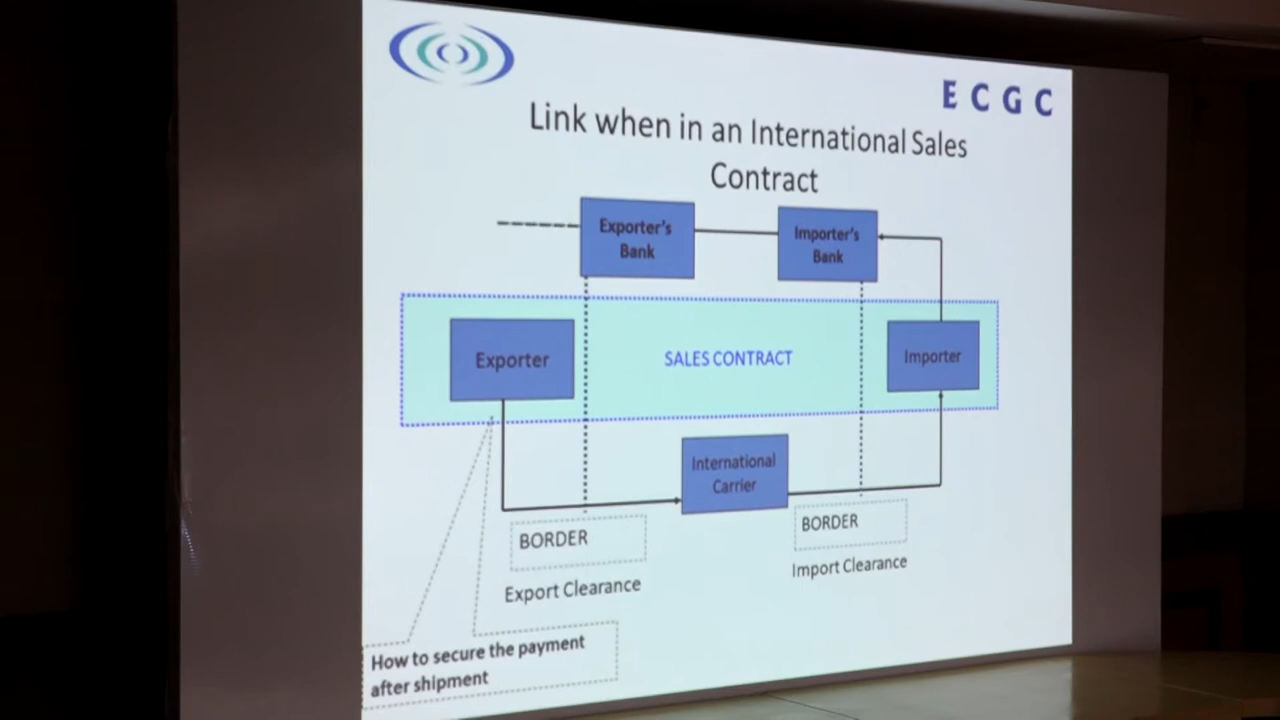 E C G C
Link when in an International Sales
Contract
Exporter's
Bank
Importer's
Bank
Exporter
SALES CONTRACT
Importer
International
Carrier
BORDER
BORDER
Export Clearance
Import Clearance
How to secure the payment
after shipment